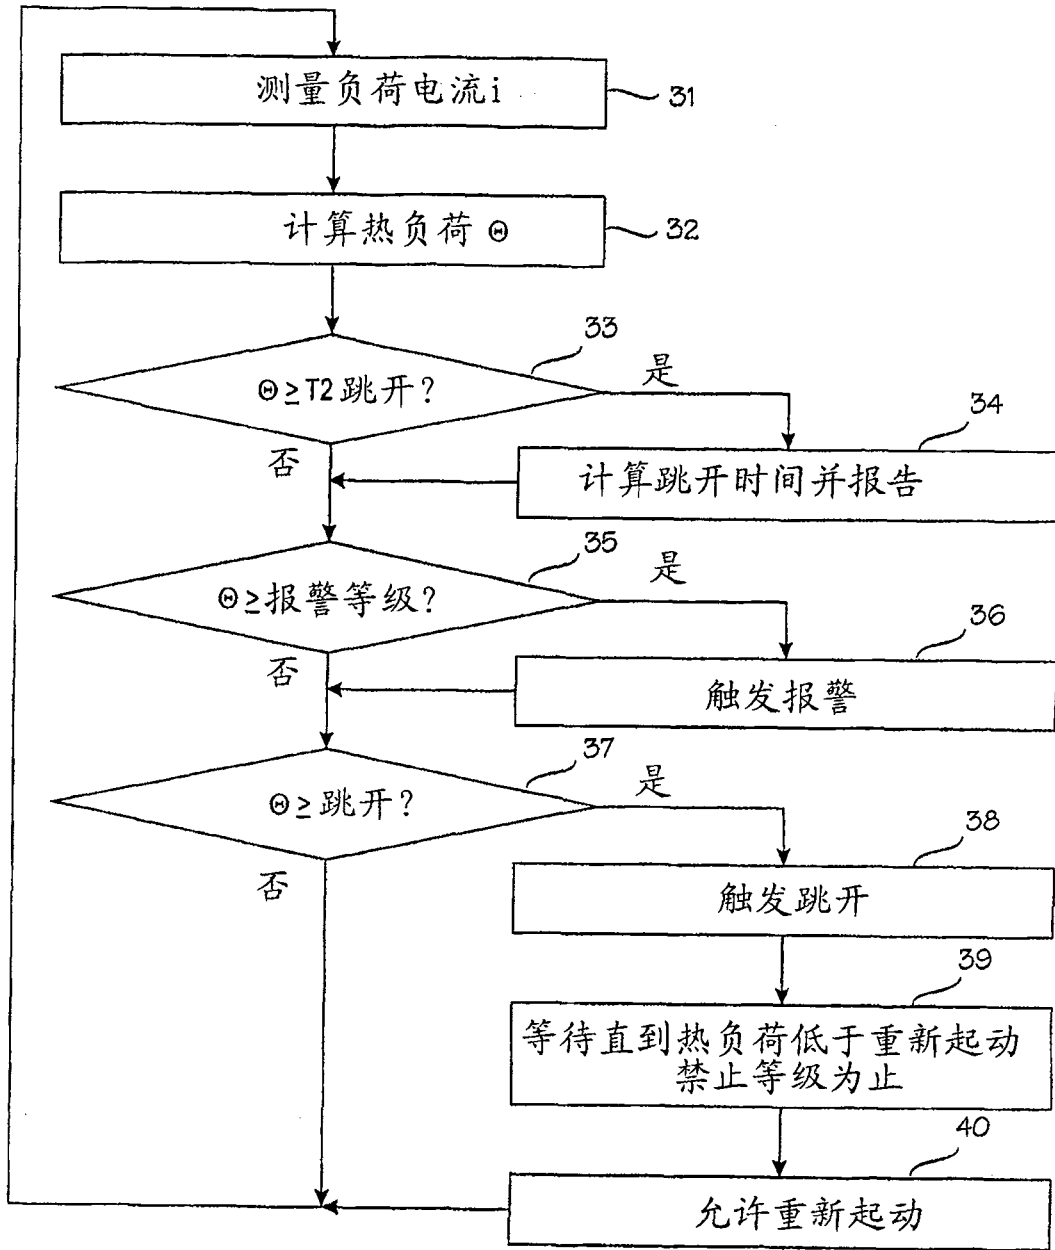 测量负荷电流i
31
计算热负荷 Θ
32
33
Θ≥T2 跳开?
是
34
否
计算跳开时间并报告
35
Θ≥报警等级?
是
36
否
触发报警
37
Θ≥跳开?
是
38
否
触发跳开
39
等待直到热负荷低于重新起动
禁止等级为止
40
允许重新起动